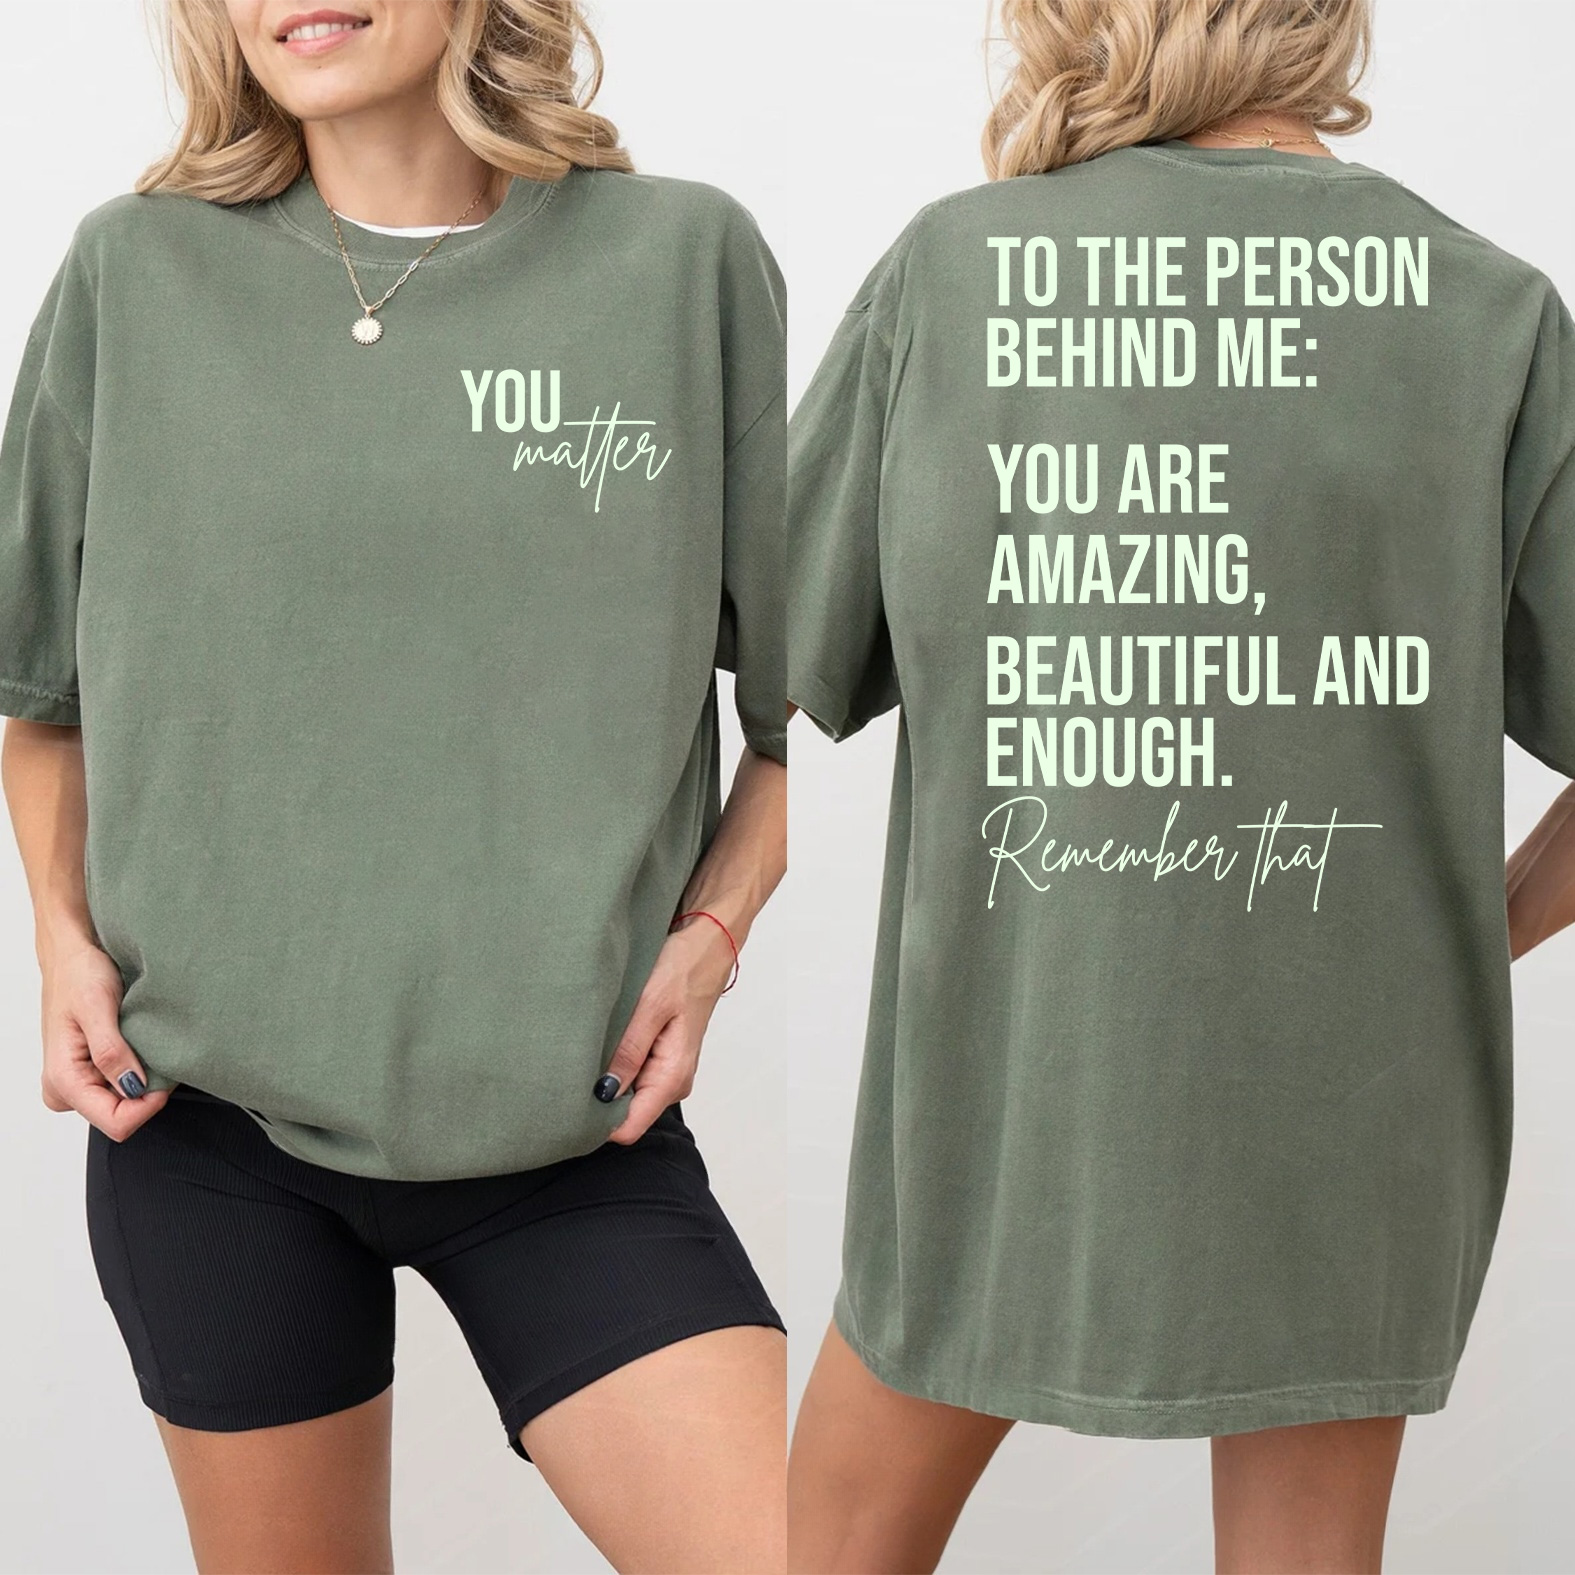 YOU
matter
TO THE PERSON
BEHIND ME:
YOU ARE
AMAZING,
BEAUTIFUL AND
ENOUGH.
Remember that